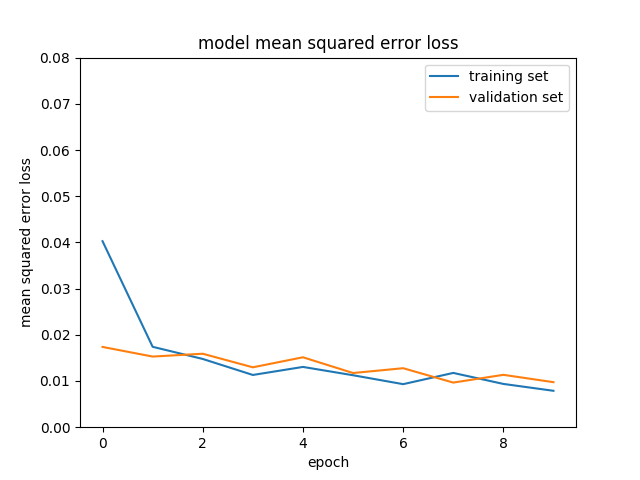 model mean squared error loss
0.08
0.07
0.06
0.05
0.04
0.03
0.02
0.01
0.00
mean squared error loss
training set
validation set
0 2 4 6 8
epoch